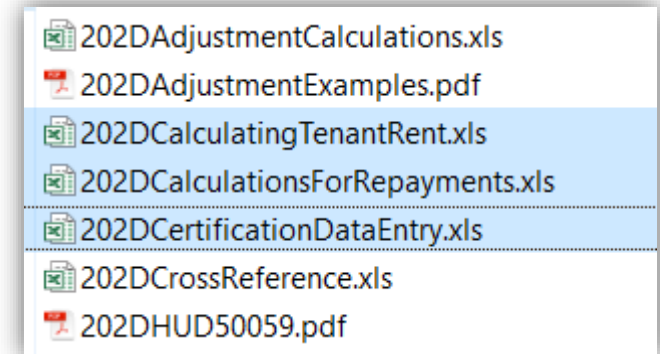 202DAdjustmentCalculations.xls
202DAdjustmentExamples.pdf
202DCalculatingTenantRent.xls
202DCalculationsForRepayments.xls
202DCertificationDataEntry.xls
202DCrossReference.xls
202DHUD50059.pdf